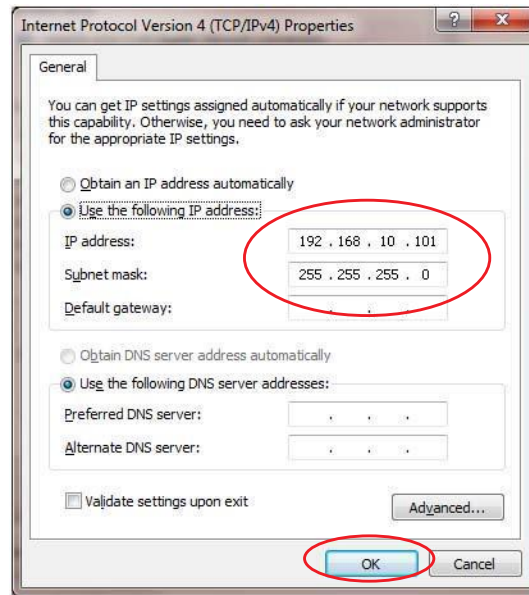 Internet Protocol Version 4 (TCP/IPv4) Properties
?
X
General
You can get IP settings assigned automatically if your network supports
this capability. Otherwise, you need to ask your network administrator
for the appropriate IP settings.
Obtain an IP address automatically
Use the following IP address:
IP address: 192 . 168 . 10 . 101
Subnet mask: 255 . 255 . 255 . 0
Default gateway: . . .
Obtain DNS server address automatically
Use the following DNS server addresses:
Preferred DNS server: . . .
Alternate DNS server: . . .
Validate settings upon exit
Advanced...
OK Cancel